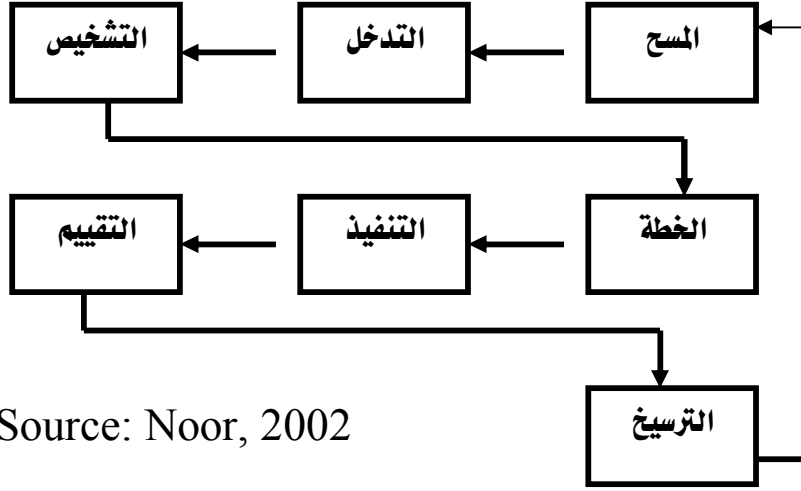 المسح
التدخل
التشخيص
الخطة
التنفيذ
التقييم
الترسيخ
Source: Noor, 2002